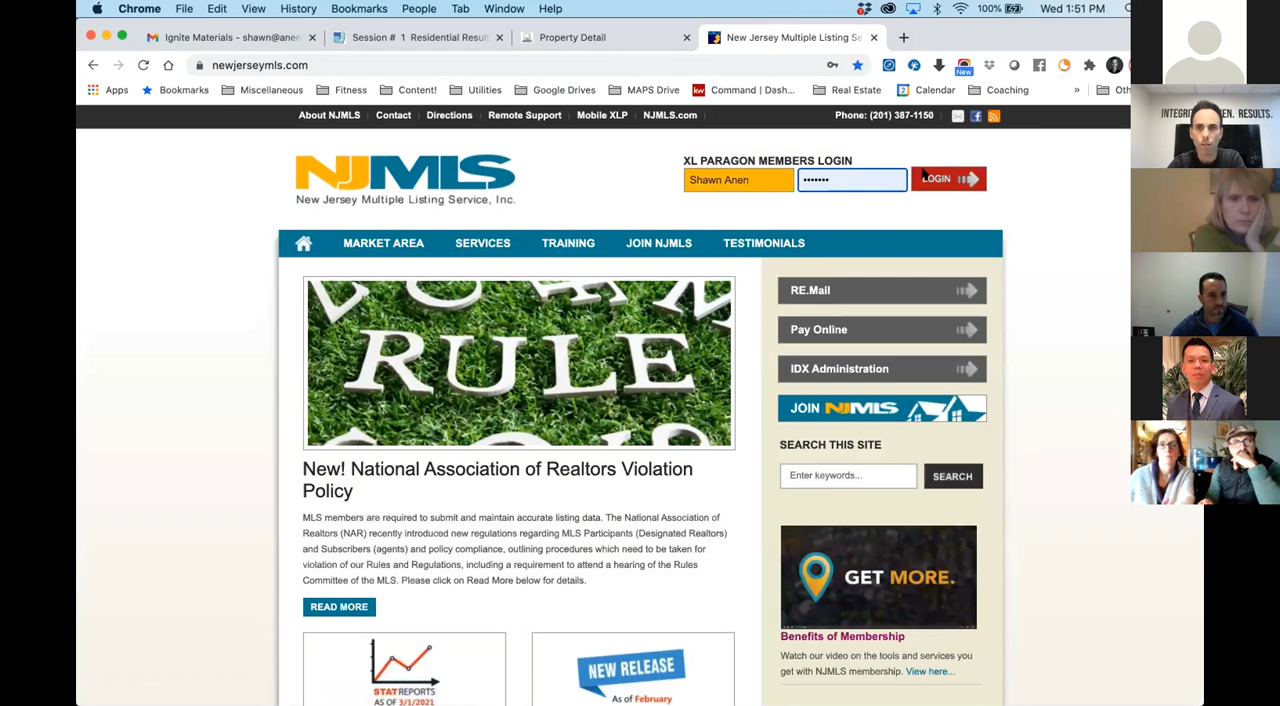 Chrome File Edit View History Bookmarks People Tab Window Help 100% Wed 1:51 PM
Ignite Materials - shawn@anen Session # 1 Residential Result Property Detail New Jersey Multiple Listing Se
newjerseymls.com New
Apps Bookmarks Miscellaneous Fitness Content! Utilities Google Drives MAPS Drive kw Command | Dash... Real Estate 2 Calendar Coaching » Oth
About NJMLS Contact Directions Remote Support Mobile XLP NJMLS.com Phone: (201) 387-1150
XL PARAGON MEMBERS LOGIN
NJMLS Shawn Anen ••••••• LOGIN
New Jersey Multiple Listing Service, Inc.
MARKET AREA SERVICES TRAINING JOIN NJMLS TESTIMONIALS
RULE
RE.Mail
Pay Online
IDX Administration
JOIN NJMLS
SEARCH THIS SITE
Enter keywords... SEARCH
New! National Association of Realtors Violation
Policy
MLS members are required to submit and maintain accurate listing data. The National Association of
Realtors (NAR) recently introduced new regulations regarding MLS Participants (Designated Realtors)
and Subscribers (agents) and policy compliance, outlining procedures which need to be taken for
violation of our Rules and Regulations, including a requirement to attend a hearing of the Rules
Committee of the MLS. Please click on Read More below for details.
READ MORE
GET MORE.
Benefits of Membership
Watch our video on the tools and services you
get with NJMLS membership. View here...
STATREPORTS
AS OF 3/1/2021
NEW RELEASE
As of February
RESULTS.